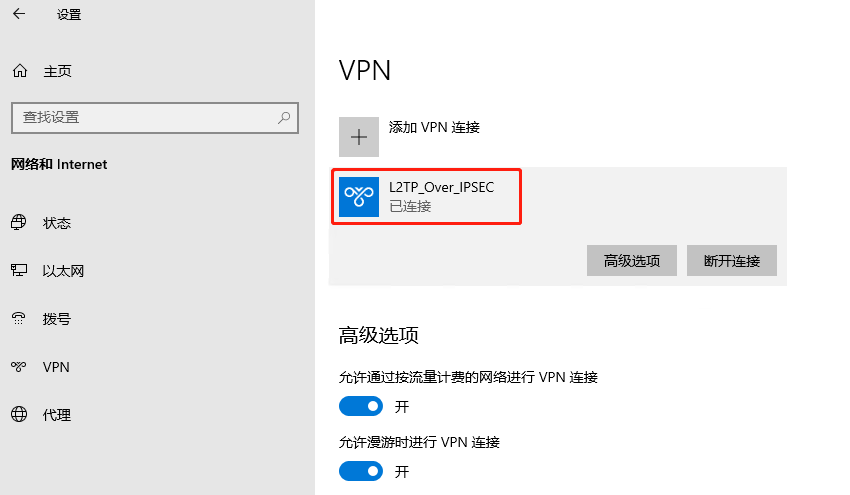 设置
主页
查找设置
网络和 Internet
状态
以太网
拨号
VPN
代理
VPN
添加 VPN 连接
L2TP_Over_IPSEC
已连接
高级选项
断开连接
高级选项
允许通过按流量计费的网络进行 VPN 连接
开
允许漫游时进行 VPN 连接
开